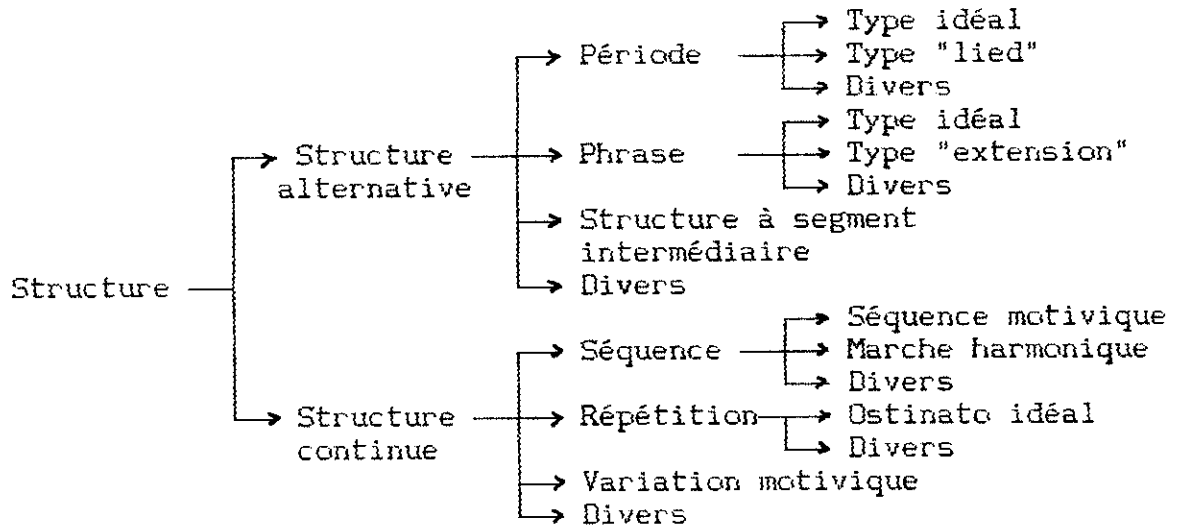 Type idéal
Période
Type "lied"
Divers
Type idéal
Structure
alternative
Phrase
Type "extension"
Divers
Structure à segment
intermédiaire
Structure
Divers
Séquence motivique
Séquence
Marche harmonique
Divers
Structure
continue
Répétition
Ostinato idéal
Divers
Variation motivique
Divers